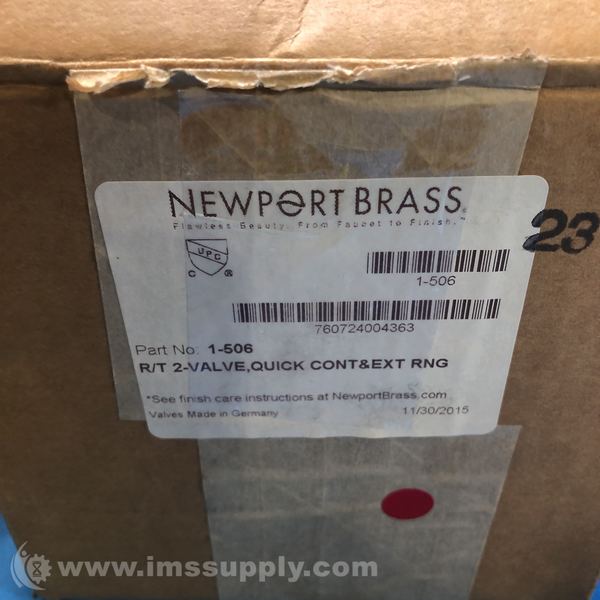 NEWPORT BRASS®
Flawless Beauty. From Faucet to Finish.™
UPC
C ®
1-506
760724004363
Part No: 1-506
R/T 2-VALVE,QUICK CONT&EXT RNG
*See finish care instructions at NewportBrass.com
Valves Made in Germany 11/30/2015
23
www.imssupply.com